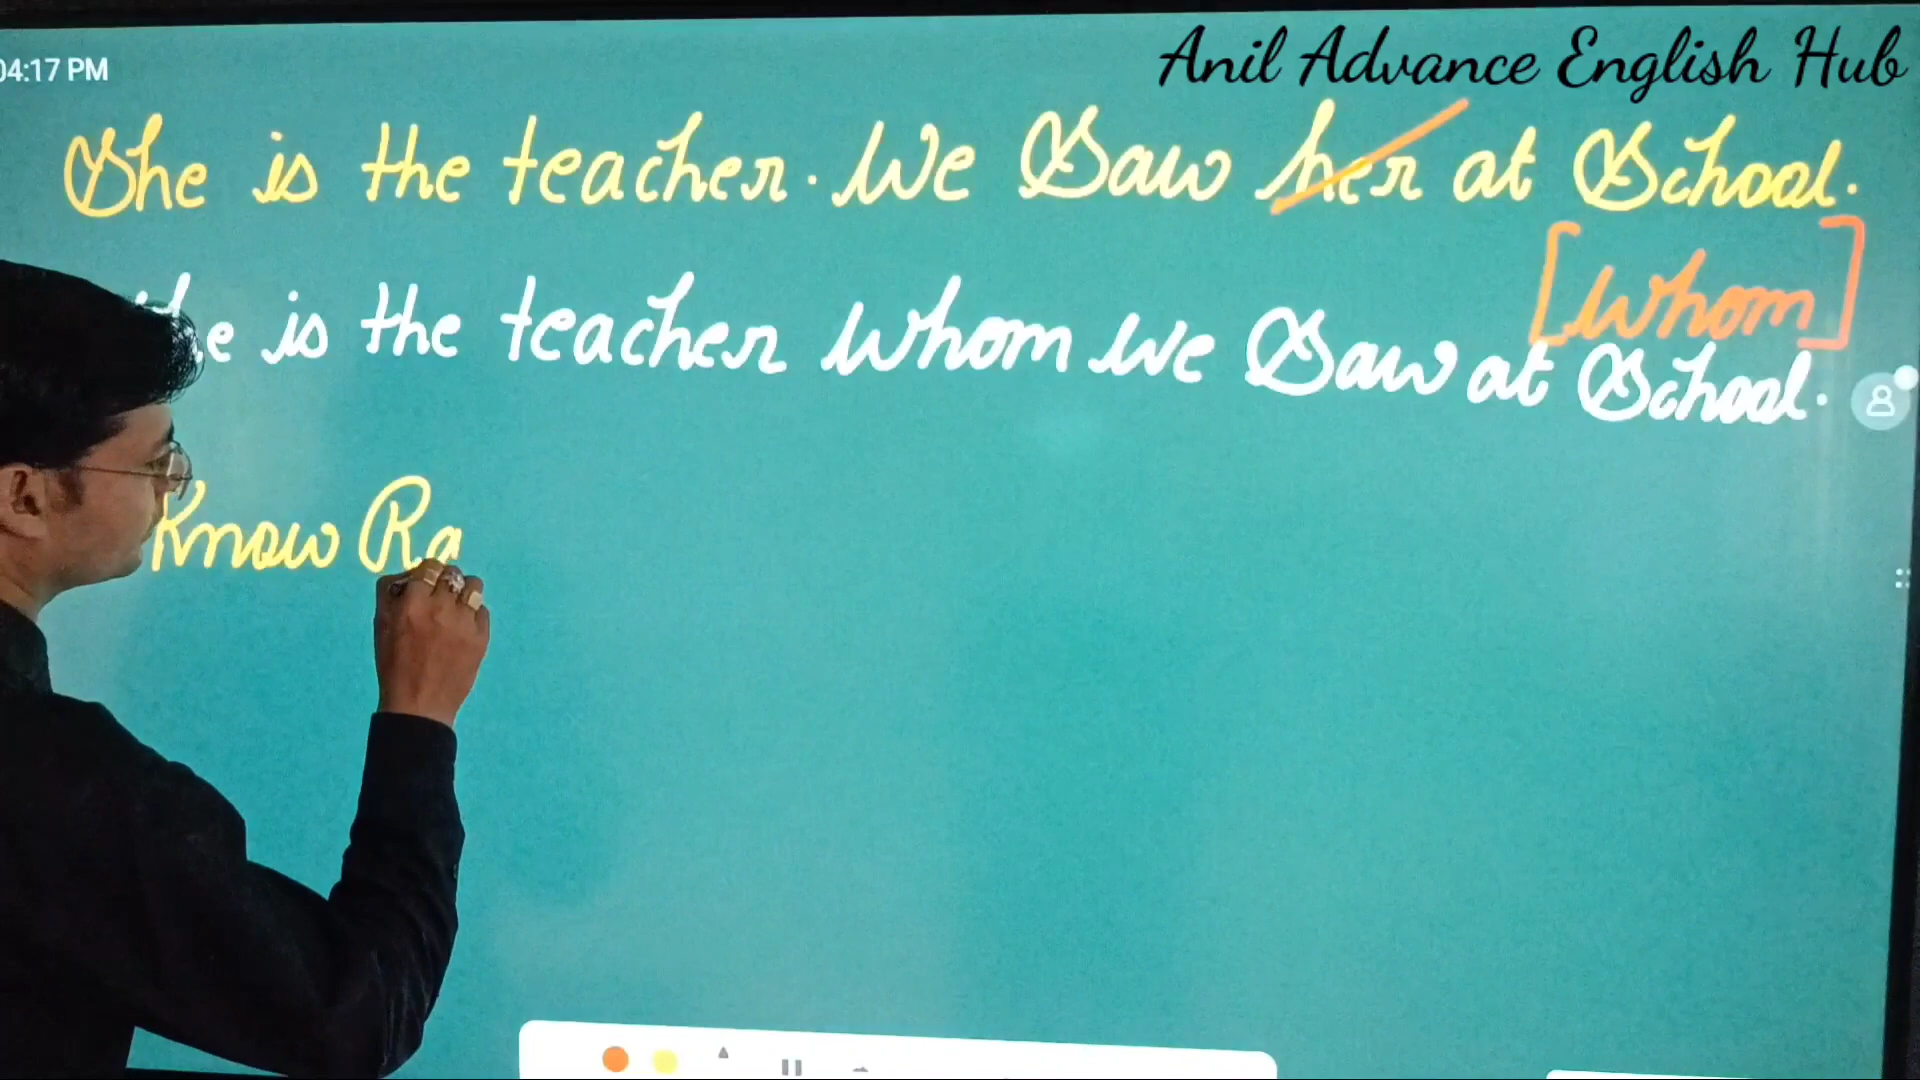 04:17 PM
Anil Advance English Hub
She is the teacher. We Saw her at School.
[Whom]
he is the teacher Whom We Saw at School.
Know Ra